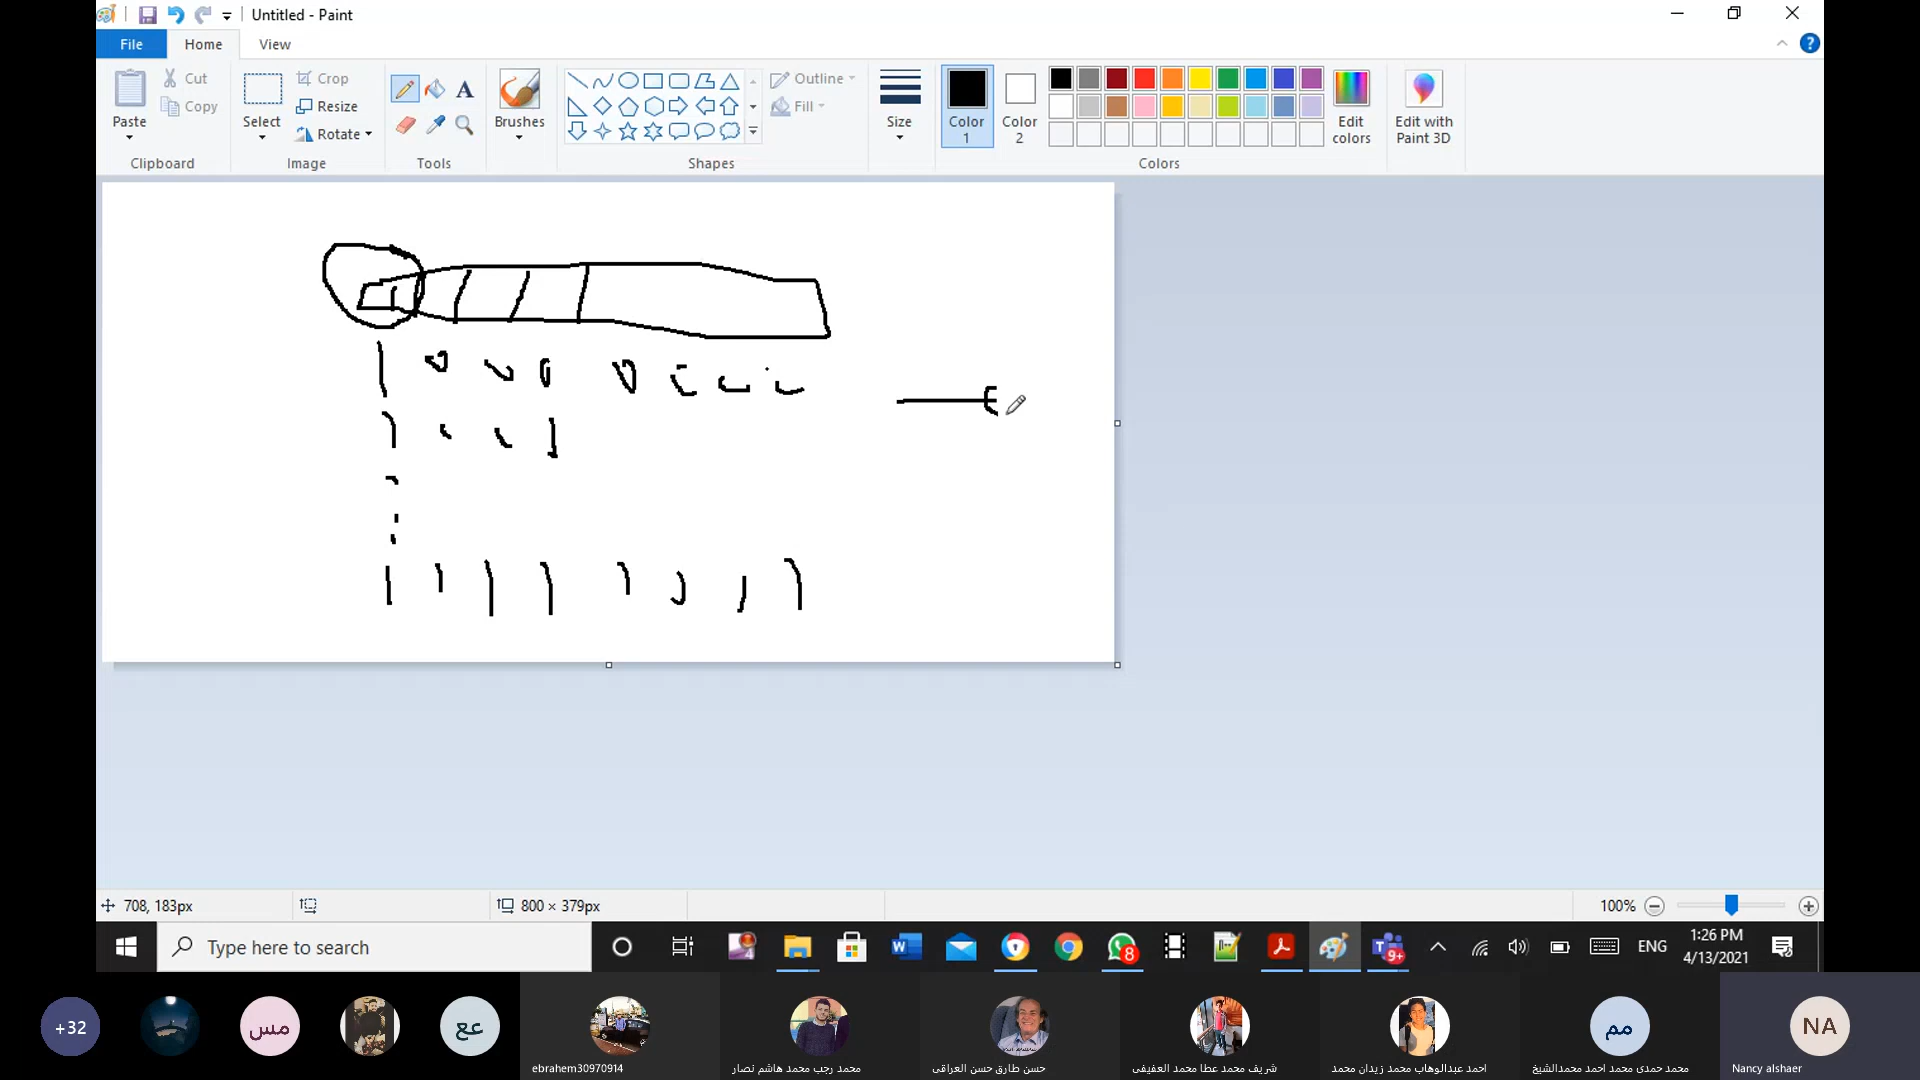 Untitled - Paint
File Home View
Paste Cut Copy Clipboard
Select Crop Resize Rotate Image
Tools
Brushes
Outline Fill Shapes
Size
Color 1 Color 2 Edit colors Edit with Paint 3D Colors
708, 183px 800 × 379px 100%
Type here to search 8 9+ ENG 1:26 PM
4/13/2021
+32 مس عع مم NA
ebrahem30970914 محمد رجب محمد هاشم نصار حسن طارق حسن العراقى شريف محمد عطا محمد العفيفى احمد عبدالوهاب محمد زيدان محمد محمد حمدى محمد احمد محمدالشيخ Nancy alshaer